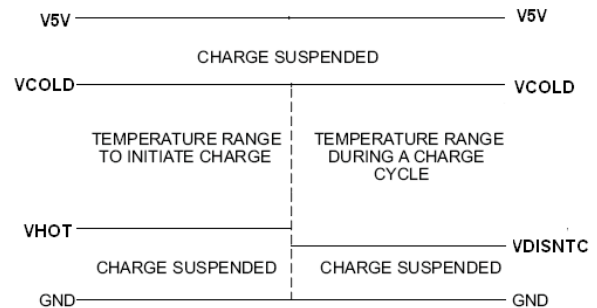 V5V V5V
CHARGE SUSPENDED
VCOLD VCOLD
TEMPERATURE RANGE
TO INITIATE CHARGE
TEMPERATURE RANGE
DURING A CHARGE
CYCLE
VHOT
VDISNTC
CHARGE SUSPENDED CHARGE SUSPENDED
GND GND